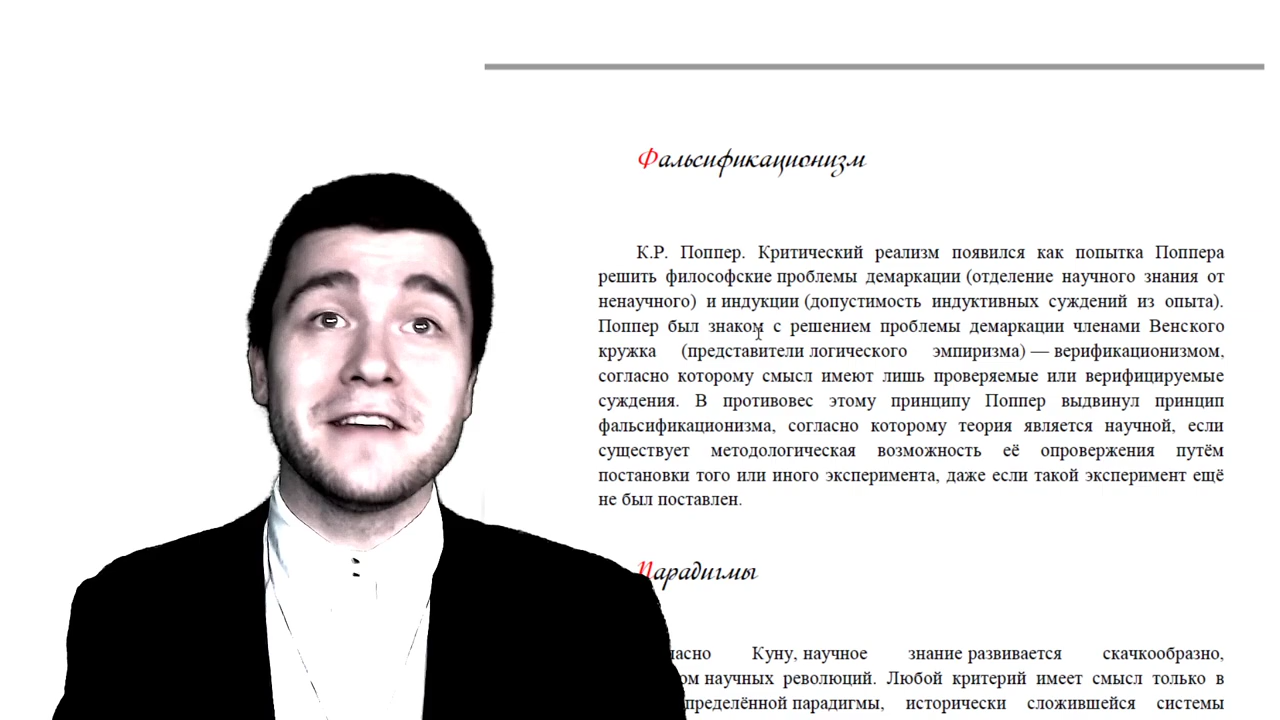 Фальсификационизм
К.Р. Поппер. Критический реализм появился как попытка Поппера
решить философские проблемы демаркации (отделение научного знания от
ненаучного) и индукции (допустимость индуктивных суждений из опыта).
Поппер был знаком с решением проблемы демаркации членами Венского
кружка (представители логического эмпиризма) — верификационизмом,
согласно которому смысл имеют лишь проверяемые или верифицируемые
суждения. В противовес этому принципу Поппер выдвинул принцип
фальсификационизма, согласно которому теория является научной, если
существует методологическая возможность её опровержения путём
постановки того или иного эксперимента, даже если такой эксперимент ещё
не был поставлен.
Парадигмы
Куну, научное знание развивается скачкообразно,
научных революций. Любой критерий имеет смысл только в
парадигмы, исторически сложившейся системы